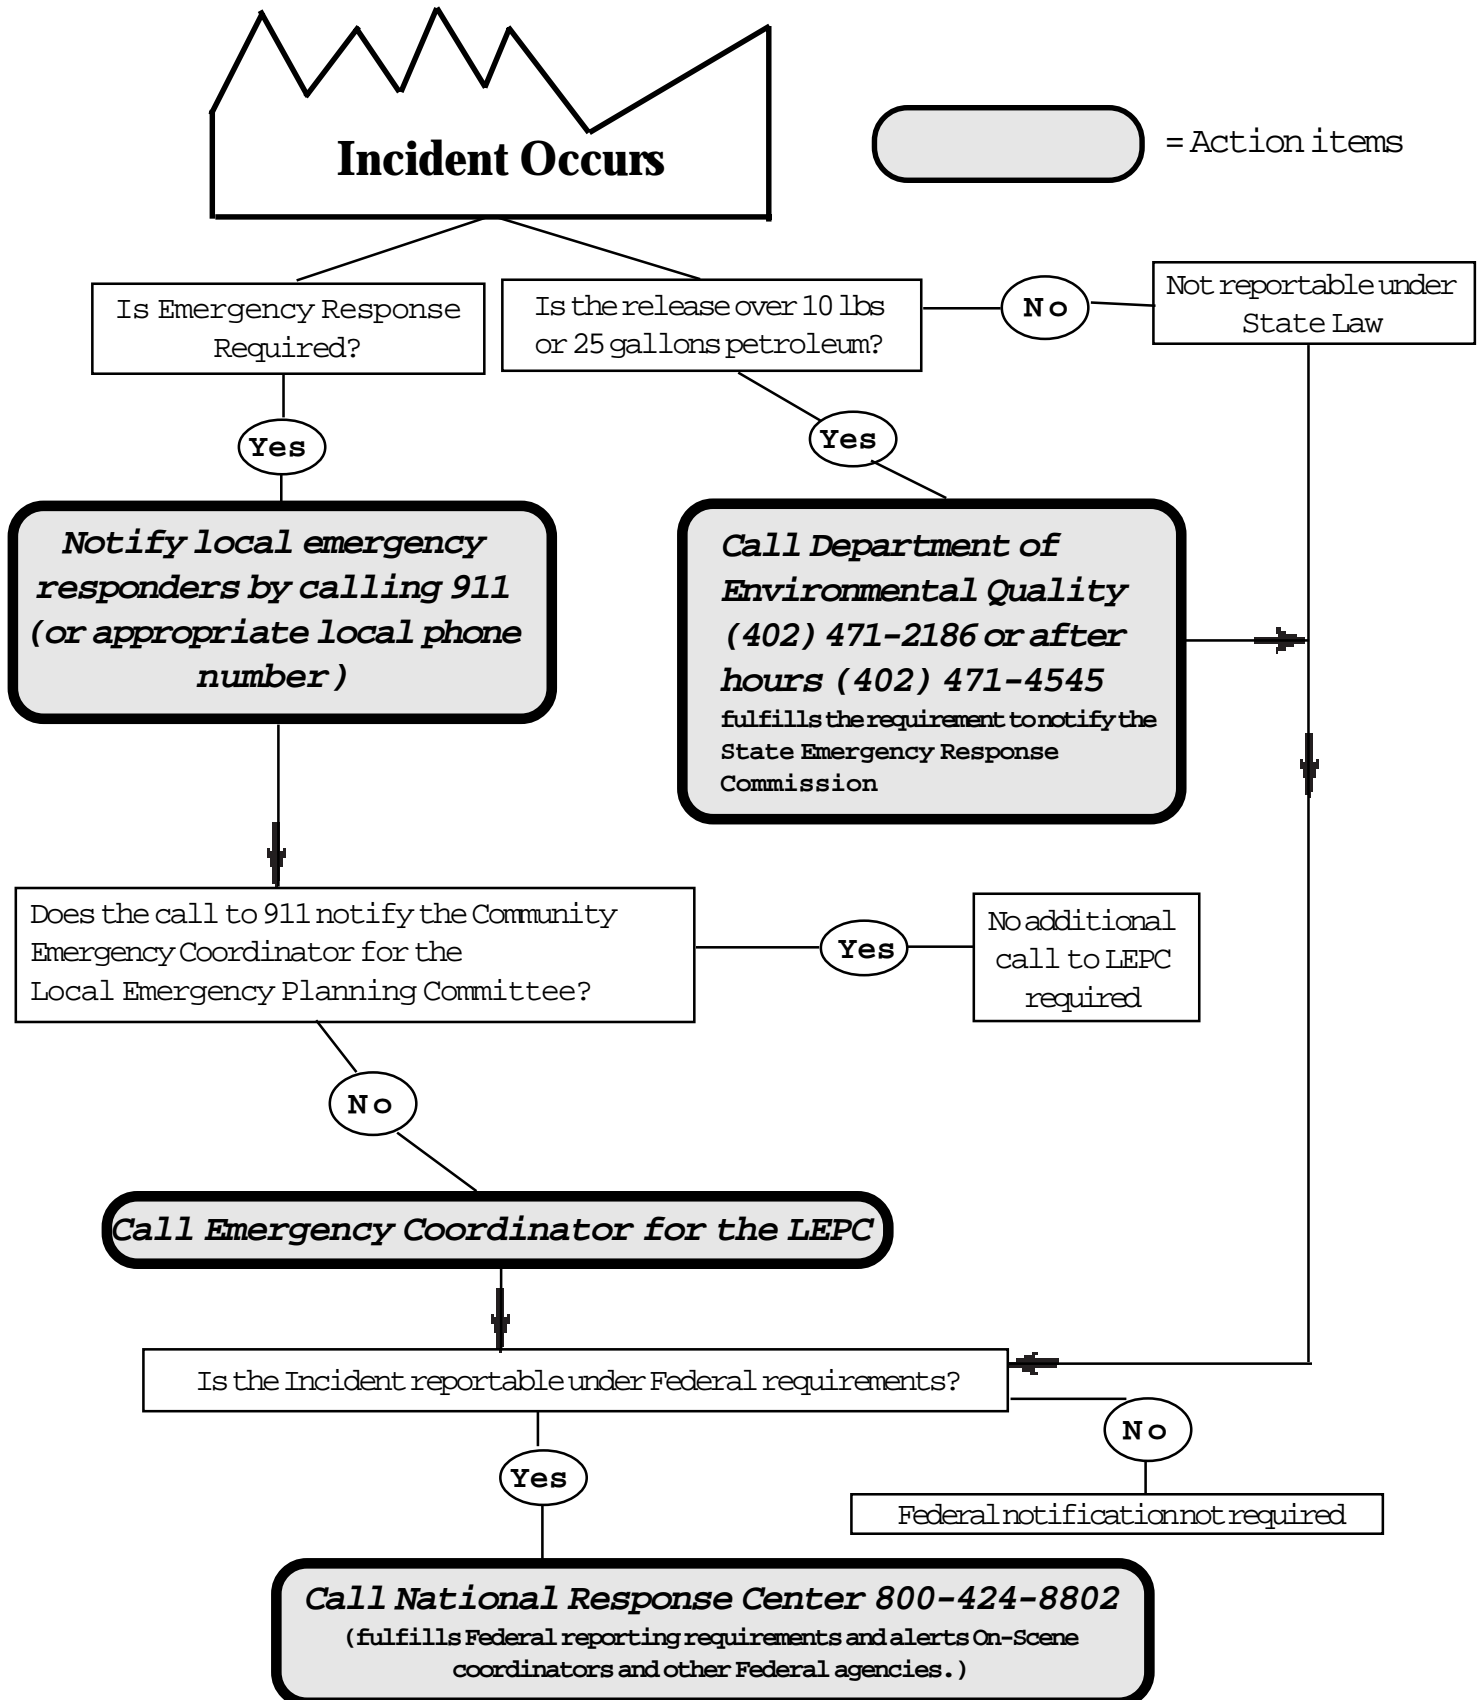 Incident Occurs
= Action items
Is Emergency Response
Required?
Is the release over 10 lbs
or 25 gallons petroleum?
No
Not reportable under
State Law
Yes
Yes
Notify local emergency
responders by calling 911
(or appropriate local phone
number)
Call Department of
Environmental Quality
(402) 471-2186 or after
hours (402) 471-4545
fulfills the requirement to notify the
State Emergency Response
Commission
Does the call to 911 notify the Community
Emergency Coordinator for the
Local Emergency Planning Committee?
Yes
No additional
call to LEPC
required
No
Call Emergency Coordinator for the LEPC
Is the Incident reportable under Federal requirements?
No
Yes
Federal notification not required
Call National Response Center 800-424-8802
(fulfills Federal reporting requirements and alerts On-Scene
coordinators and other Federal agencies.)